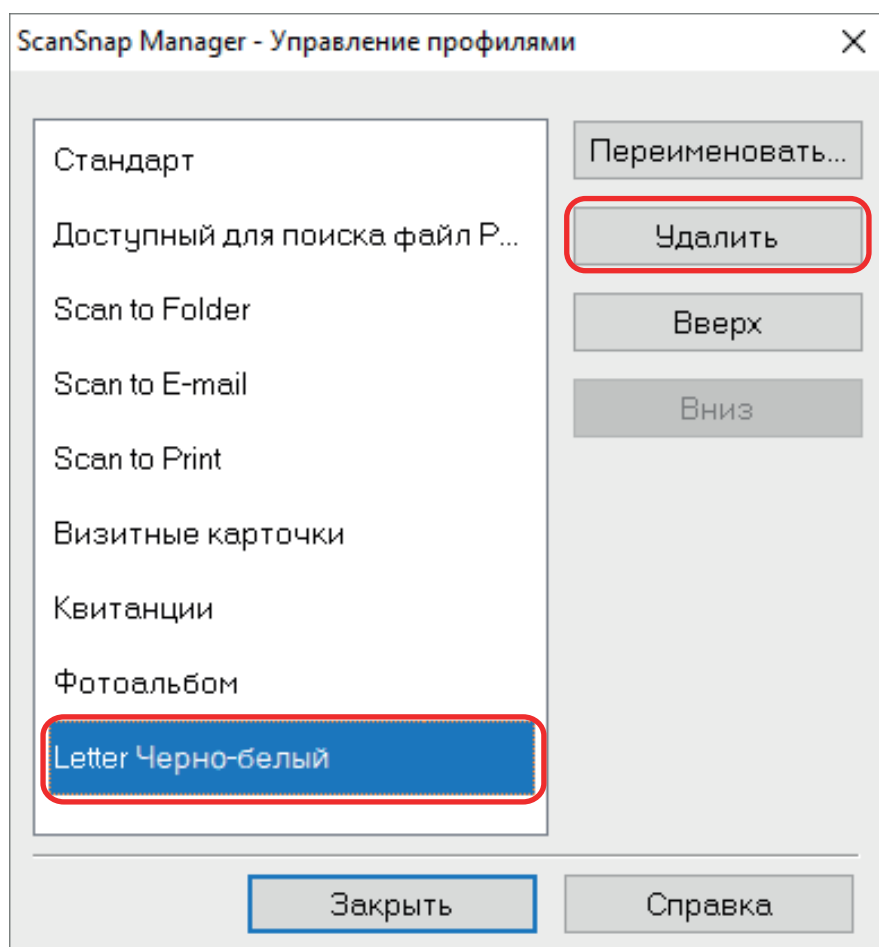 ScanSnap Manager - Управление профилями
Стандарт
Доступный для поиска файл P...
Scan to Folder
Scan to E-mail
Scan to Print
Визитные карточки
Квитанции
Фотоальбом
Letter Черно-белый
Переименовать...
Удалить
Вверх
Вниз
Закрыть
Справка